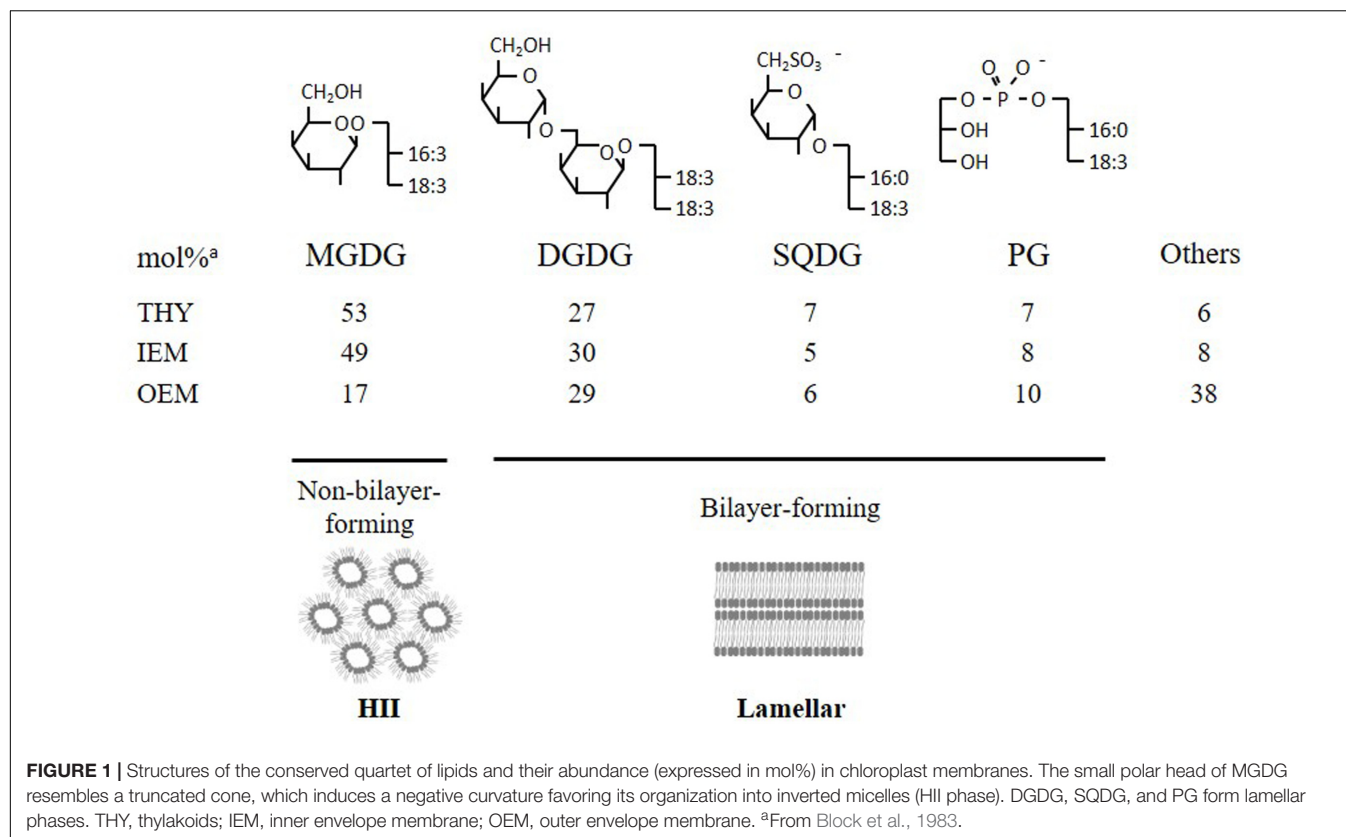 CH2OH
O O
16:3
18:3
CH2OH
O
O
O O
18:3
18:3
CH2SO3 -
O
O
16:0
18:3
O O -
O - P - O
OH
OH
16:0
18:3
mol%a MGDG DGDG SQDG PG Others
THY 53 27 7 7 6
IEM 49 30 5 8 8
OEM 17 29 6 10 38
Non-bilayer-
forming
Bilayer-forming
HII
Lamellar
FIGURE 1 | Structures of the conserved quartet of lipids and their abundance (expressed in mol%) in chloroplast membranes. The small polar head of MGDG
resembles a truncated cone, which induces a negative curvature favoring its organization into inverted micelles (HII phase). DGDG, SQDG, and PG form lamellar
phases. THY, thylakoids; IEM, inner envelope membrane; OEM, outer envelope membrane. aFrom Block et al., 1983.